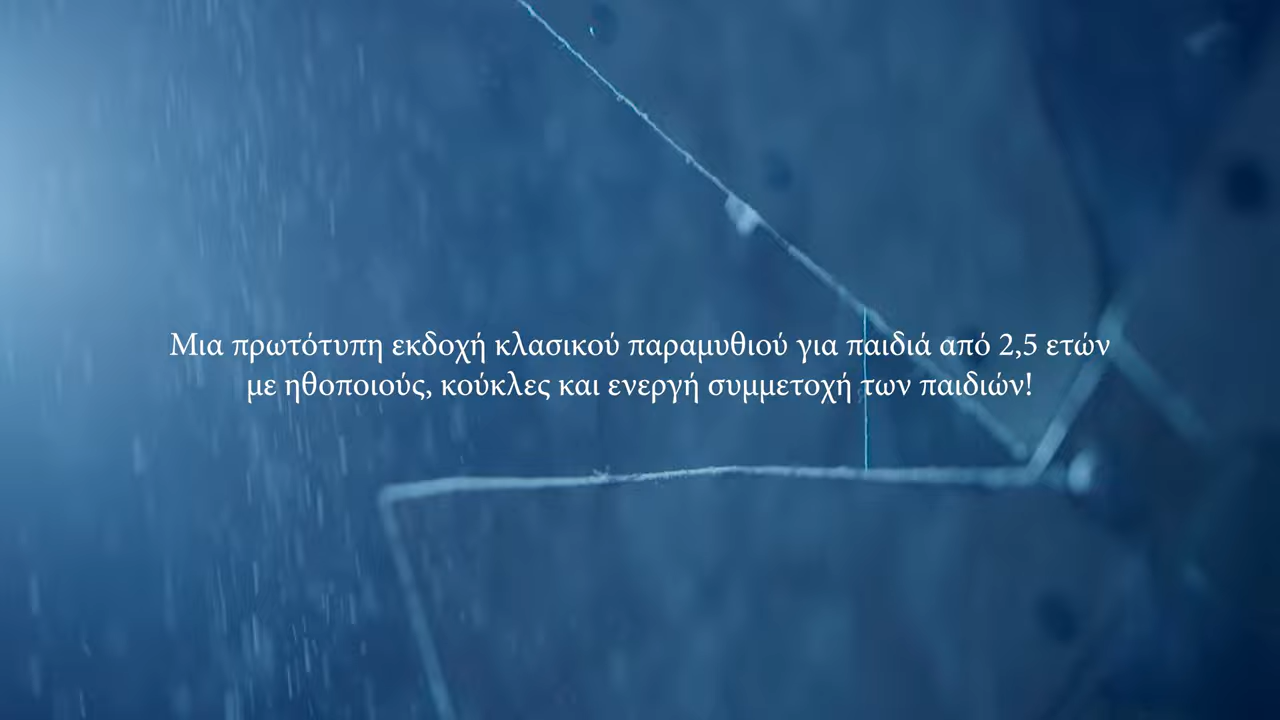 Μια πρωτότυπη εκδοχή κλασικού παραμυθιού για παιδιά από 2,5 ετών
με ηθοποιούς, κούκλες και ενεργή συμμετοχή των παιδιών!